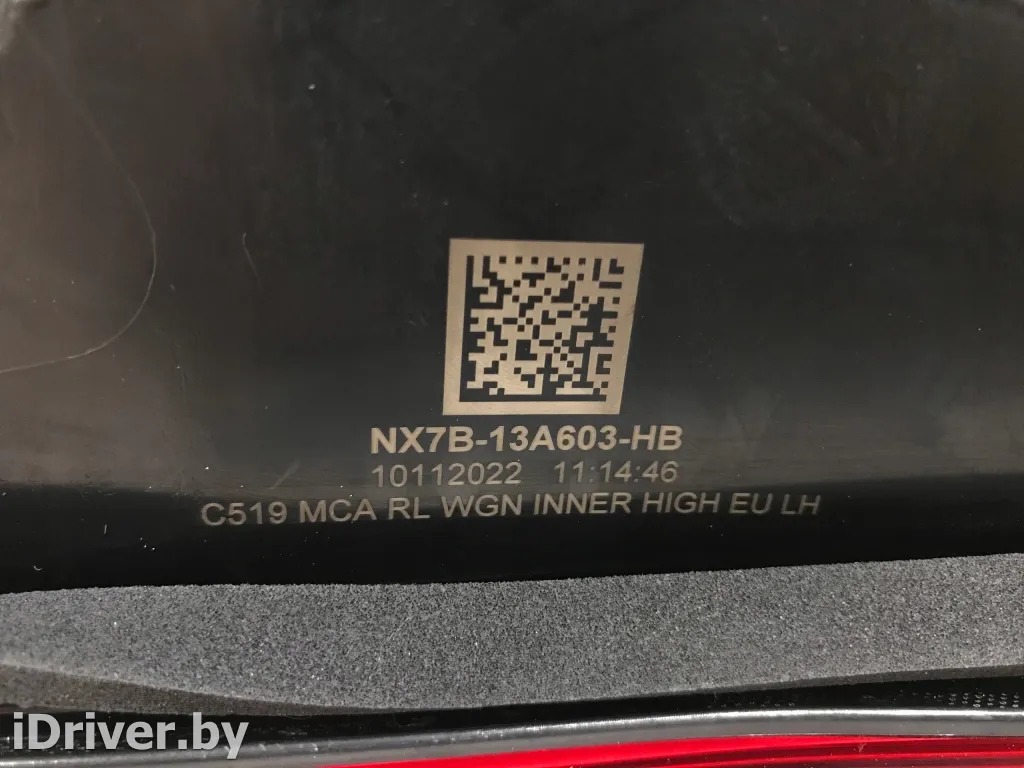 NX7B-13A603-HB
10112022 11:14:46
C519 MCA RL WGN INNER HIGH EU LH
iDriver.by